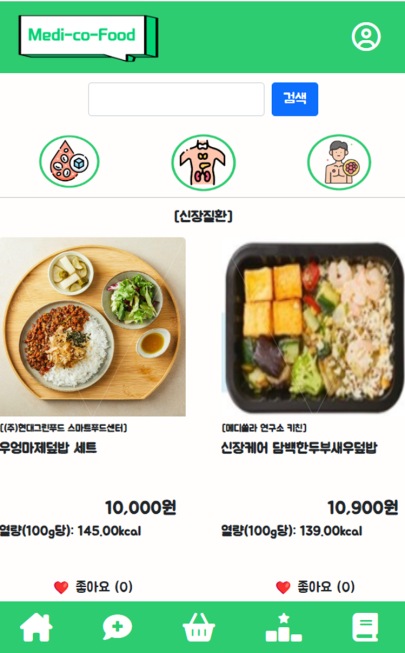 Medi-co-Food
검색
[신장질환]
[(주)현대그린푸드 스마트푸드센터]
우엉마제덮밥 세트
10,000원
열량(100g당): 145.00kcal
좋아요 (0)
[메디쏠라 연구소 키친]
신장케어 담백한두부새우덮밥
10,900원
열량(100g당): 139.00kcal
좋아요 (0)